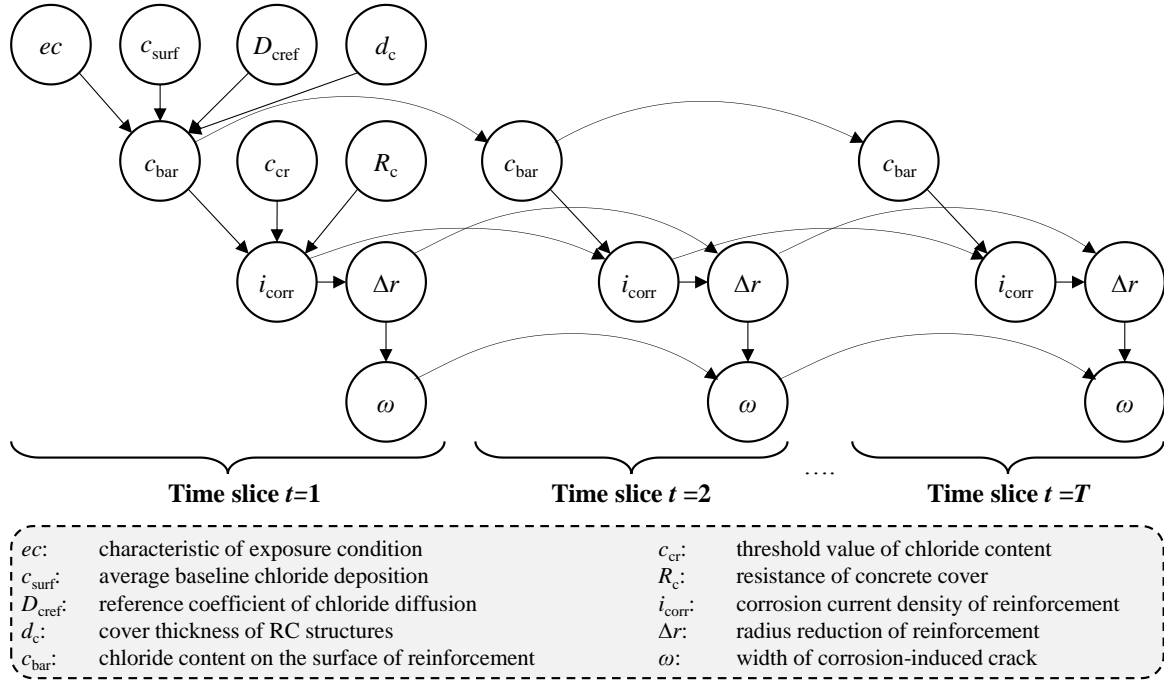 ec c_surf D_cref d_c
c_bar c_cr R_c c_bar c_bar
i_corr Δr i_corr Δr i_corr Δr
ω ω ω
Time slice t=1 Time slice t =2 .... Time slice t =T
ec: characteristic of exposure condition
c_surf: average baseline chloride deposition
D_cref: reference coefficient of chloride diffusion
d_c: cover thickness of RC structures
c_bar: chloride content on the surface of reinforcement
c_cr: threshold value of chloride content
R_c: resistance of concrete cover
i_corr: corrosion current density of reinforcement
Δr: radius reduction of reinforcement
ω: width of corrosion-induced crack